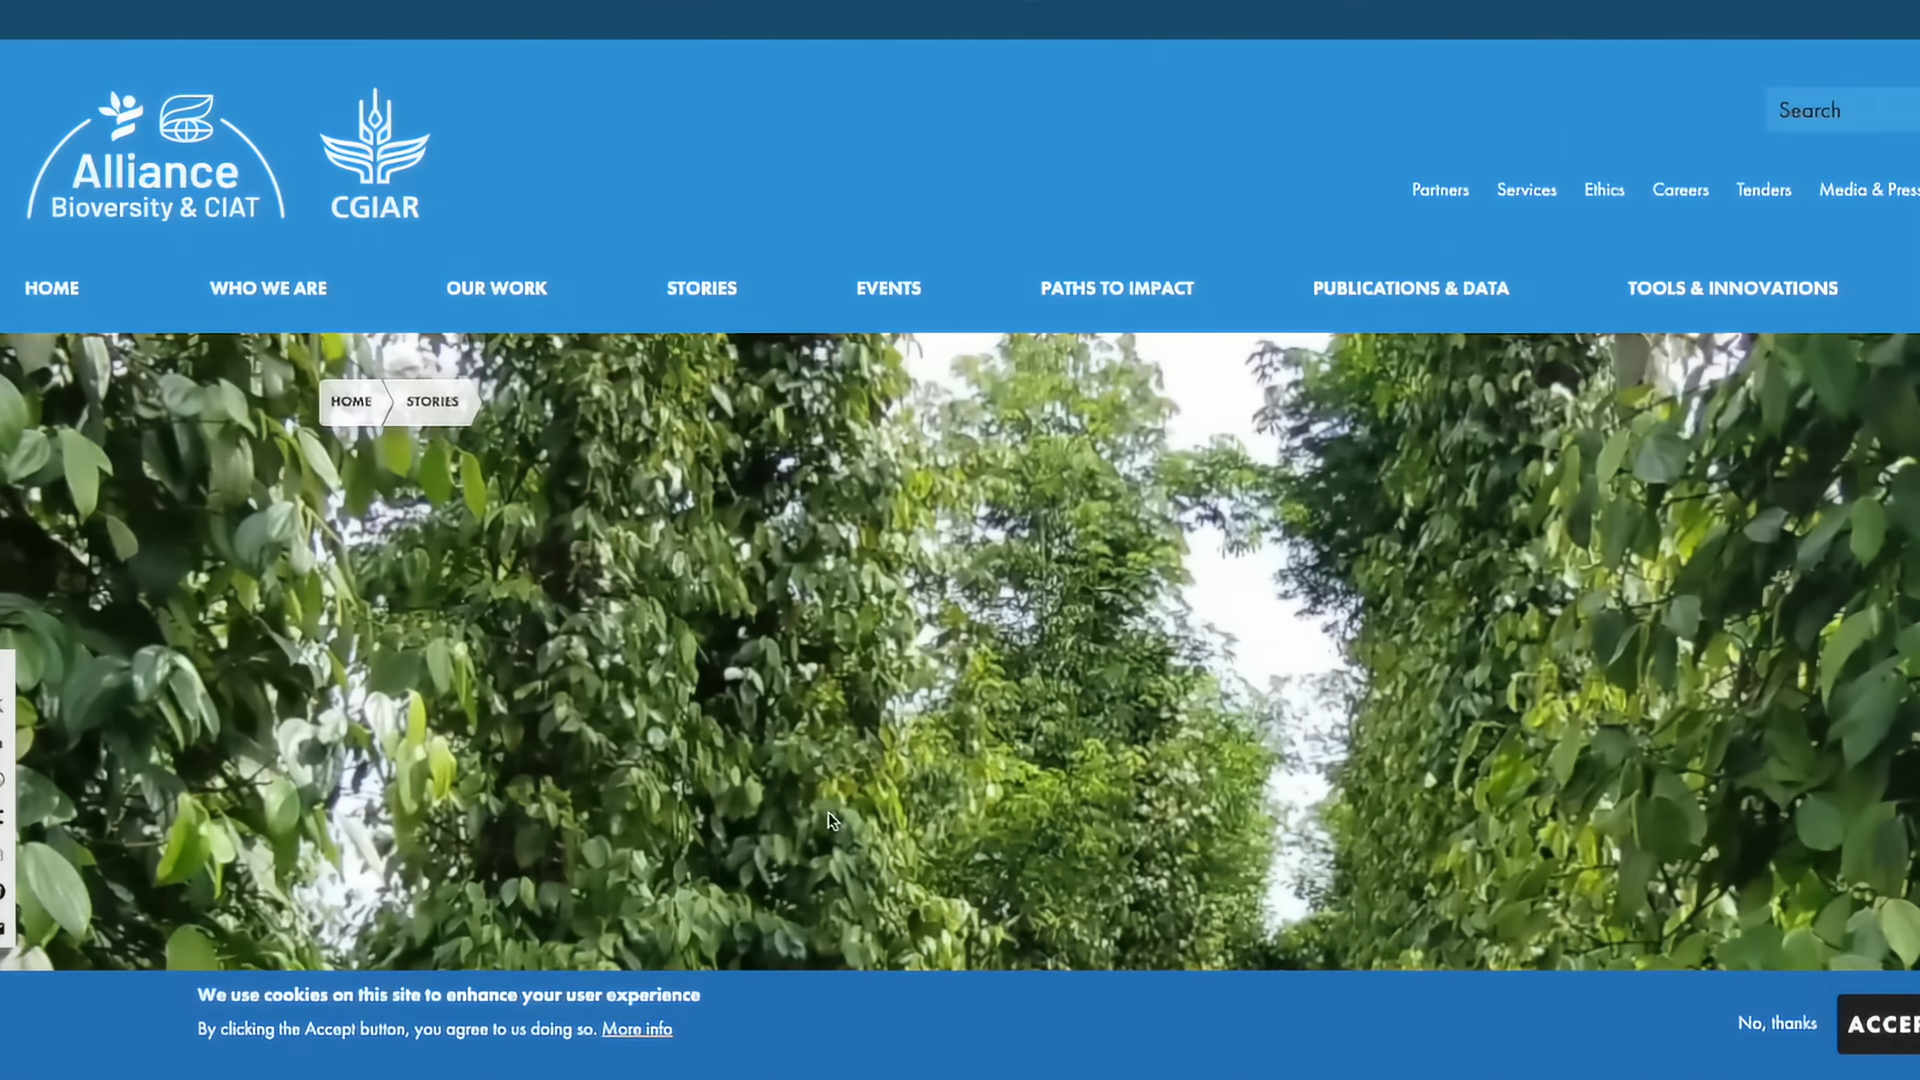 Alliance
Bioversity & CIAT
CGIAR
Search
Partners Services Ethics Careers Tenders Media & Press
HOME WHO WE ARE OUR WORK STORIES EVENTS PATHS TO IMPACT PUBLICATIONS & DATA TOOLS & INNOVATIONS
HOME STORIES
We use cookies on this site to enhance your user experience
By clicking the Accept button, you agree to us doing so. More info
No, thanks